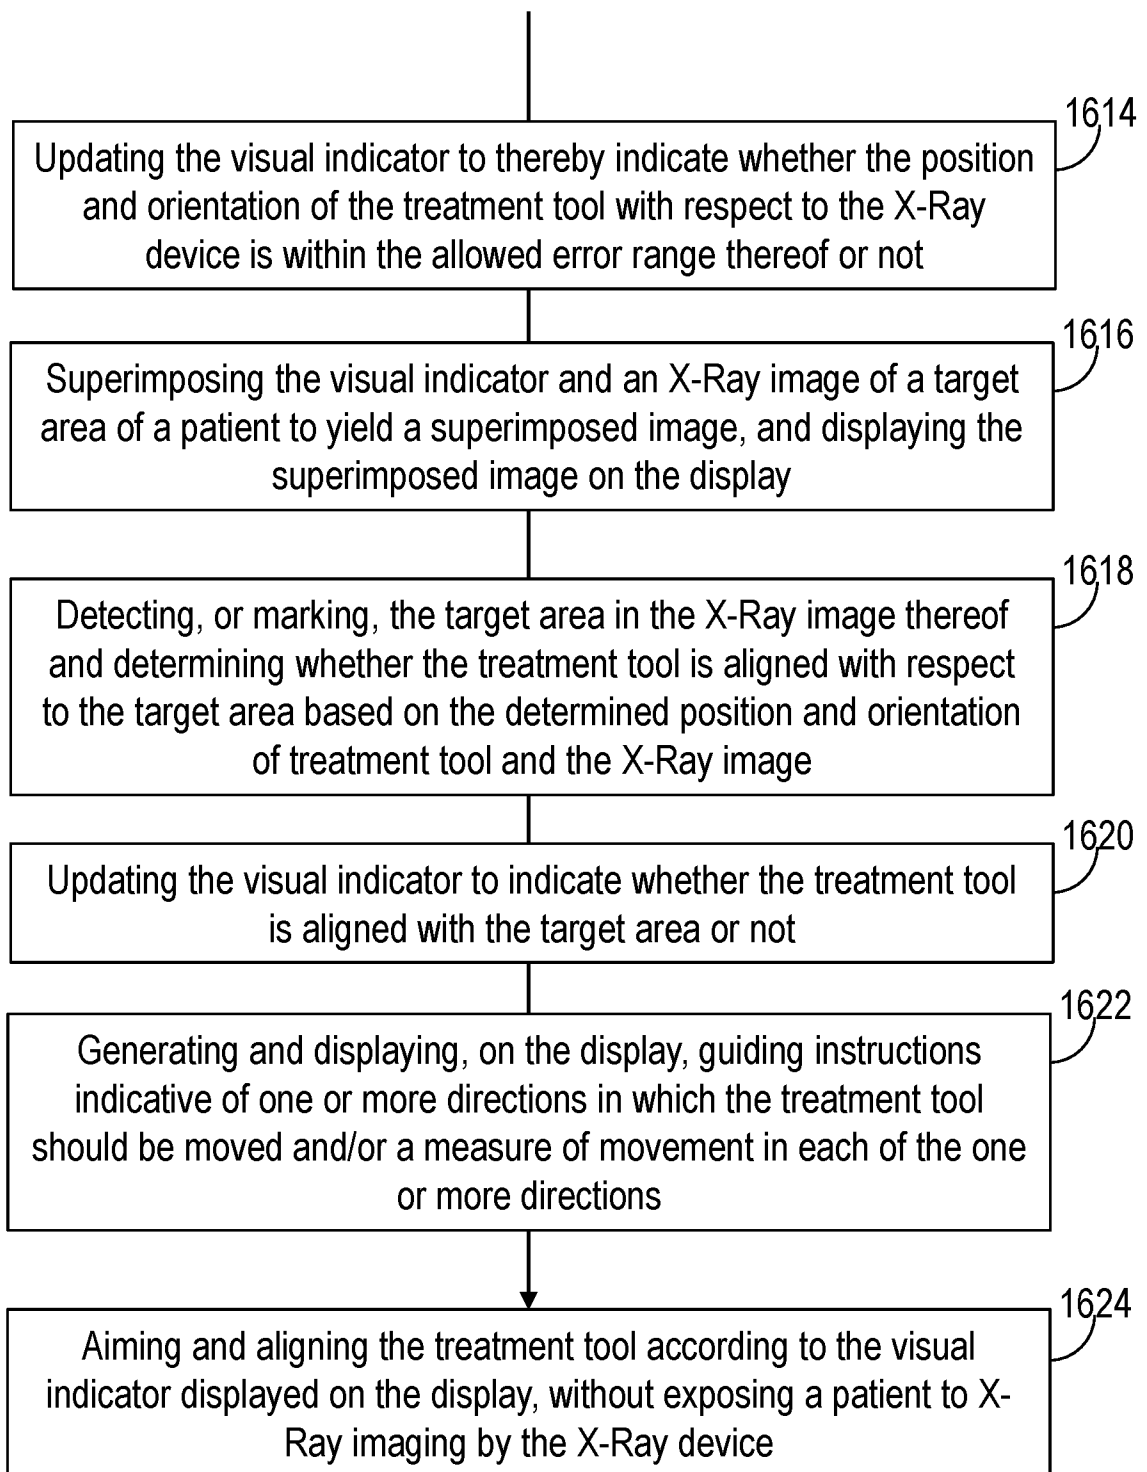 1614
Updating the visual indicator to thereby indicate whether the position
and orientation of the treatment tool with respect to the X-Ray
device is within the allowed error range thereof or not
1616
Superimposing the visual indicator and an X-Ray image of a target
area of a patient to yield a superimposed image, and displaying the
superimposed image on the display
1618
Detecting, or marking, the target area in the X-Ray image thereof
and determining whether the treatment tool is aligned with respect
to the target area based on the determined position and orientation
of treatment tool and the X-Ray image
1620
Updating the visual indicator to indicate whether the treatment tool
is aligned with the target area or not
1622
Generating and displaying, on the display, guiding instructions
indicative of one or more directions in which the treatment tool
should be moved and/or a measure of movement in each of the one
or more directions
1624
Aiming and aligning the treatment tool according to the visual
indicator displayed on the display, without exposing a patient to X-
Ray imaging by the X-Ray device